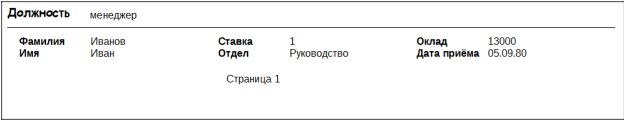 Должность менеджер
Фамилия Иванов Ставка 1 Оклад 13000
Имя Иван Отдел Руководство Дата приёма 05.09.80
Страница 1